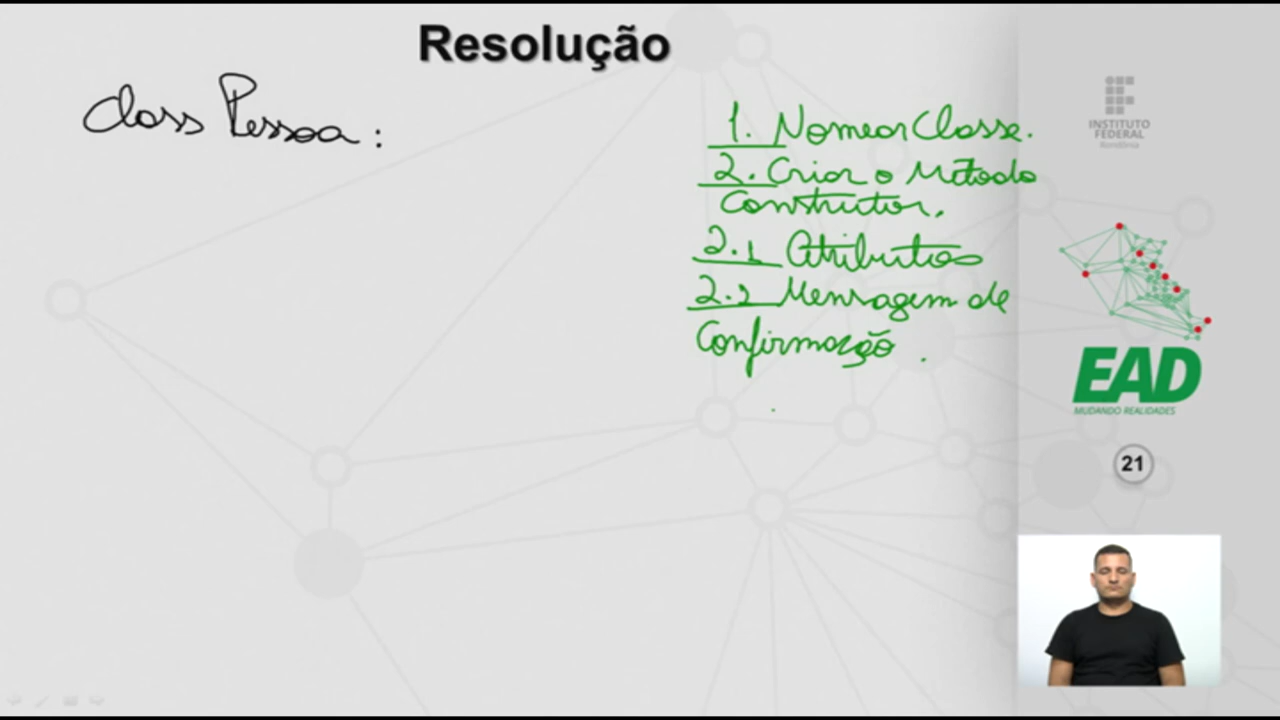 Resolução
class Pessoa:
1. Nomear Classe.
2. Criar o Método
Construtor.
2.1 Atributos
2.2 Mensagem de
Confirmação.
INSTITUTO
FEDERAL
Rondônia
EAD
MUDANDO REALIDADES
21